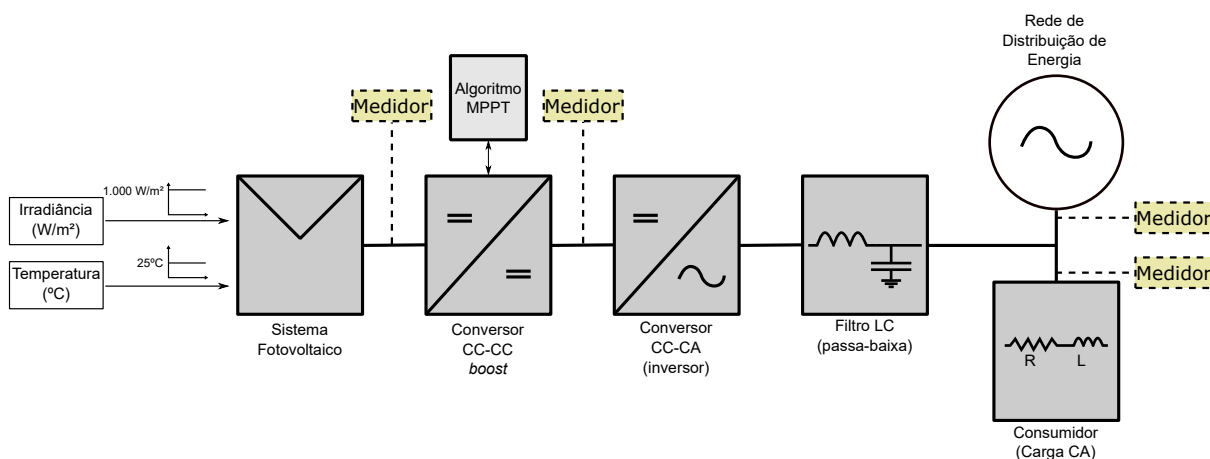 Rede de
Distribuição de
Energia
Algoritmo
MPPT
Medidor
Medidor
1.000 W/m²
Irradiância
(W/m²)
25ºC
Temperatura
(ºC)
Medidor
Medidor
Sistema
Fotovoltaico
Conversor
CC-CC
boost
Conversor
CC-CA
(inversor)
Filtro LC
(passa-baixa)
R
L
Consumidor
(Carga CA)